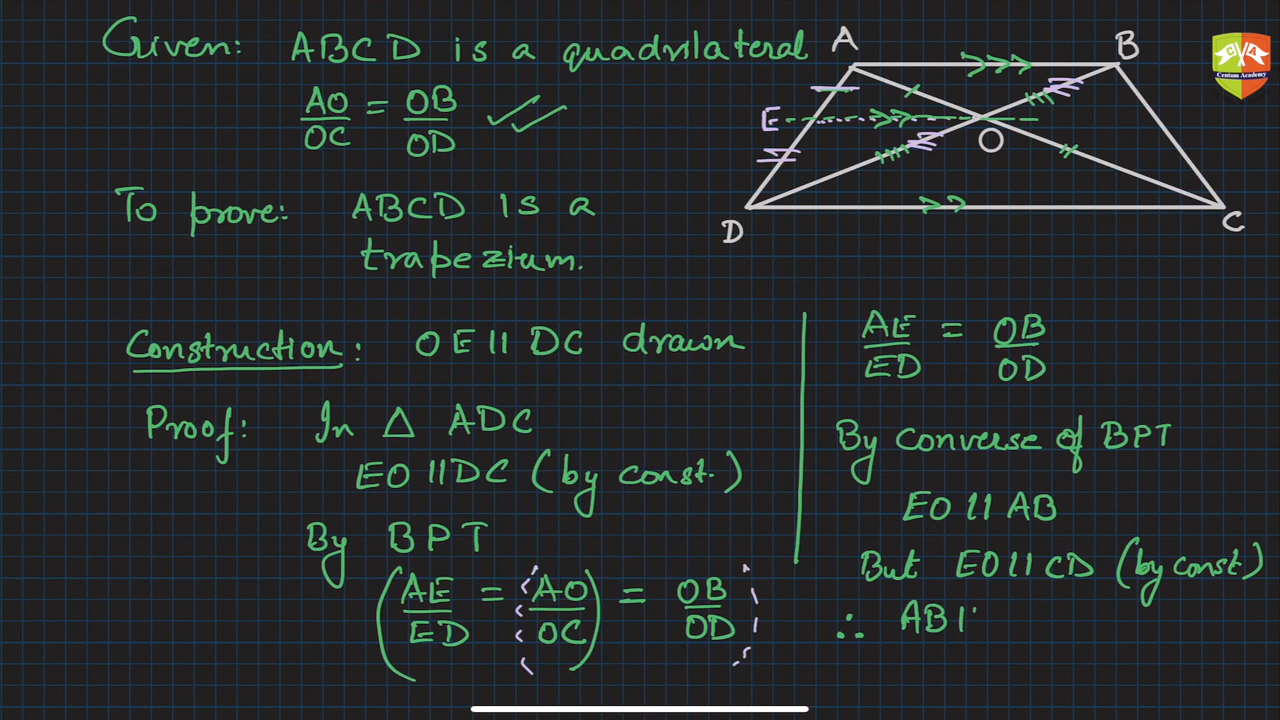 Given: ABCD is a quadrilateral.
AO/OC = OB/OD
To prove: ABCD is a
trapezium.
Construction: OE || DC drawn
Proof: In △ ADC
EO || DC (by const.)
By BPT
(AE/ED = AO/OC) = OB/OD
A
B
E
O
D
C
CA
Centum Academy
AE/ED = OB/OD
By converse of BPT
EO || AB
But EO || CD (by const)
∴ AB ||